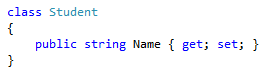 class Student
{
    public string Name { get; set; }
}